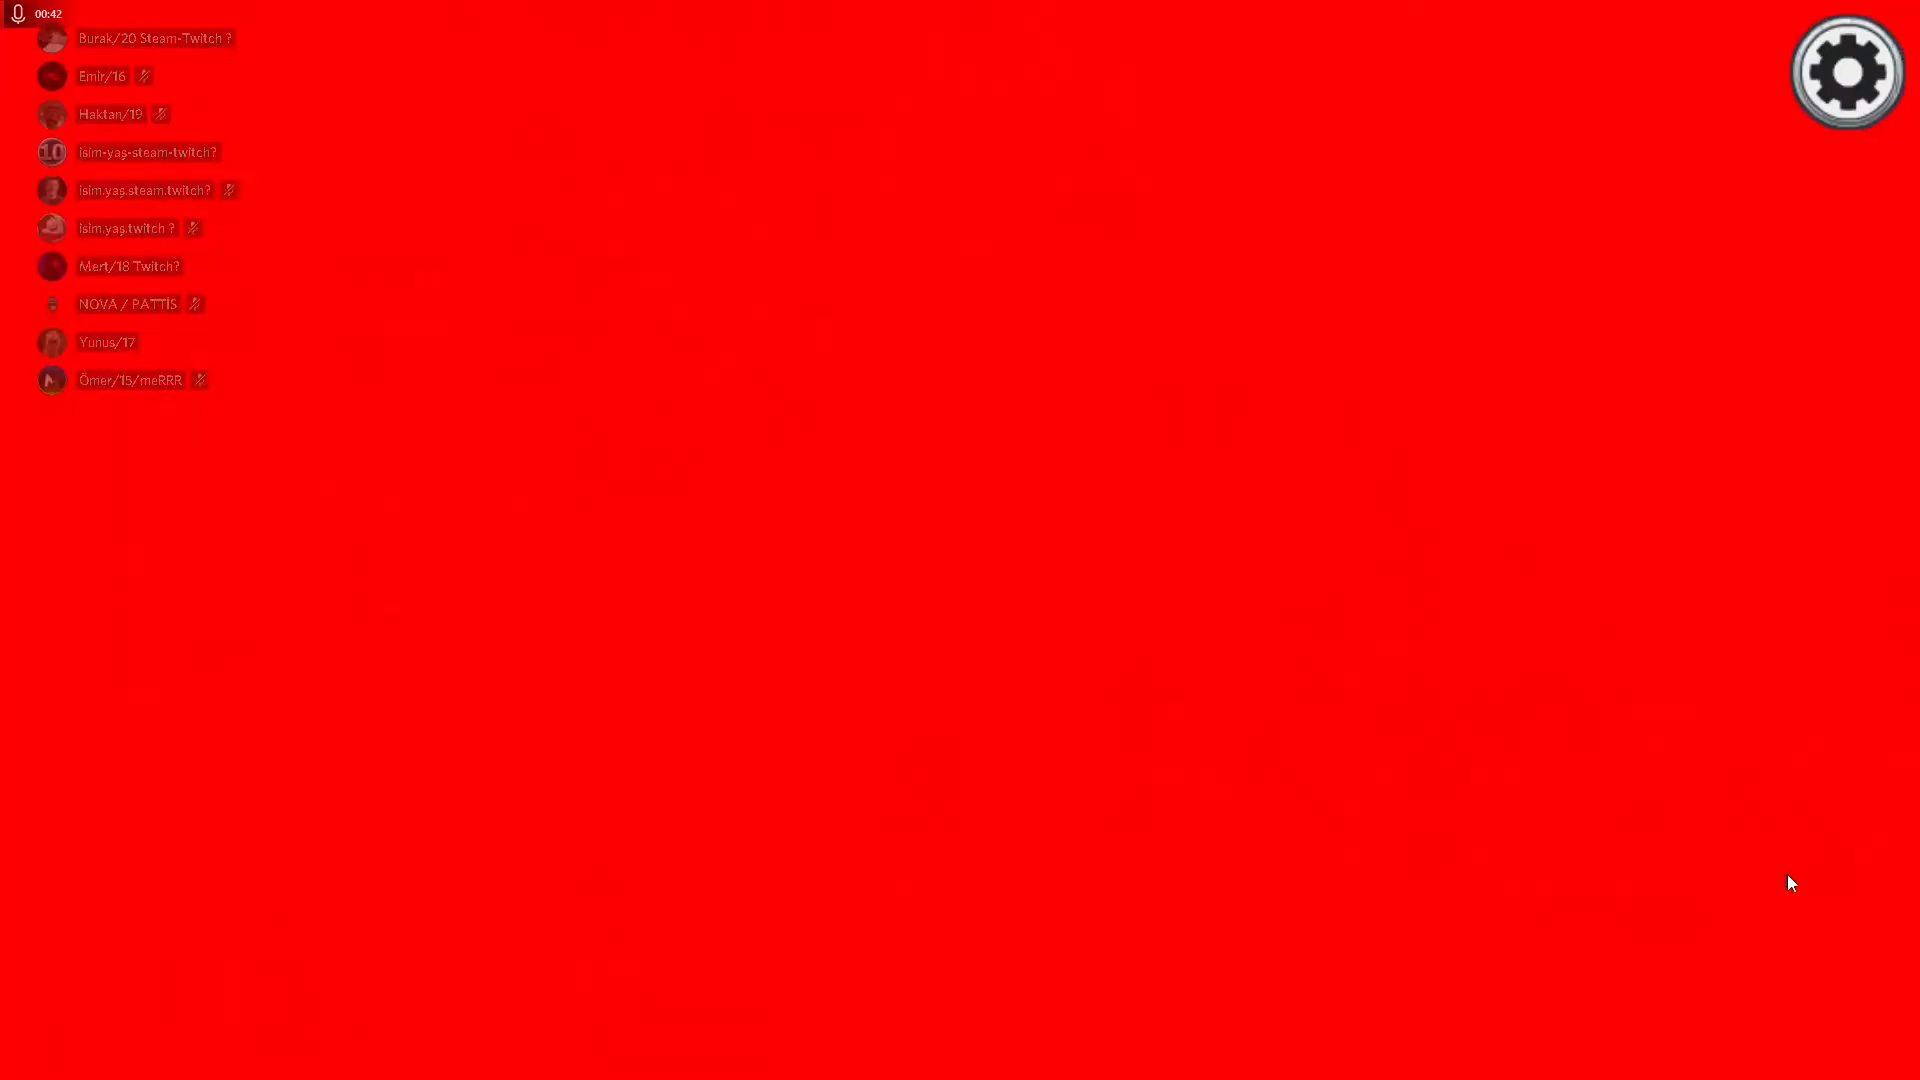 00:42
Burak/20 Steam-Twitch ?
Emir/16
Haktan/19
10
isim-yaş-steam-twitch?
isim.yaş.steam.twitch?
isim.yaş.twitch ?
Mert/18 Twitch?
NOVA / PATTİS
Yunus/17
Ömer/15/meRRR